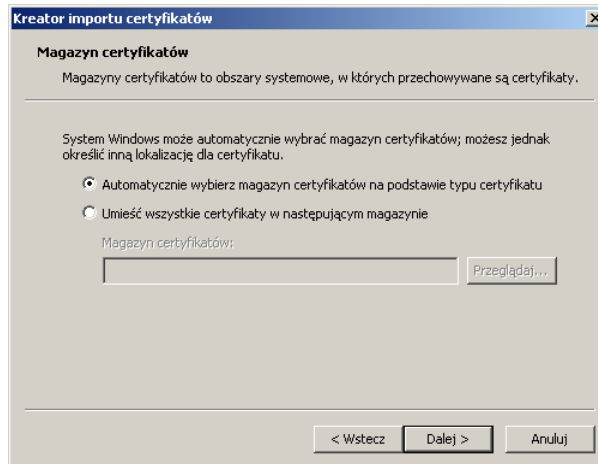 Kreator importu certyfikatów
Magazyn certyfikatów
Magazyny certyfikatów to obszary systemowe, w których przechowywane są certyfikaty.
System Windows może automatycznie wybrać magazyn certyfikatów; możesz jednak
określić inną lokalizację dla certyfikatu.
Automatycznie wybierz magazyn certyfikatów na podstawie typu certyfikatu
Umieść wszystkie certyfikaty w następującym magazynie
Magazyn certyfikatów:
Przeglądaj...
< Wstecz
Dalej >
Anuluj